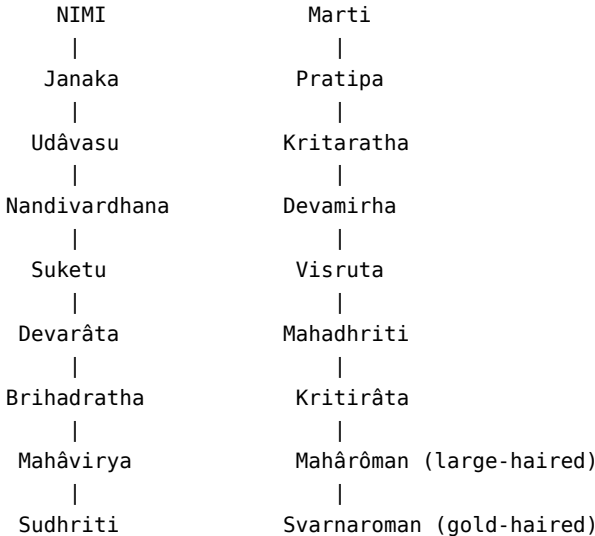 NIMI Marti
| |
Janaka Pratipa
| |
Udâvasu Kritaratha
| |
Nandivardhana Devamirha
| |
Suketu Visruta
| |
Devarâta Mahadhriti
| |
Brihadratha Kritirâta
| |
Mahâvirya Mahârôman (large-haired)
| |
Sudhriti Svarnaroman (gold-haired)